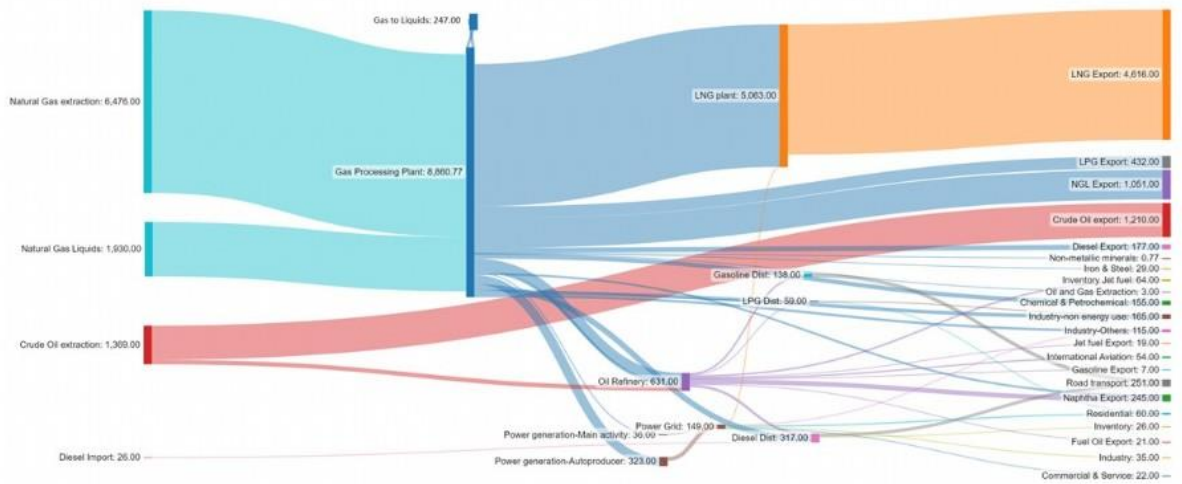 Gas to Liquids: 247.00
Natural Gas extraction: 6,476.00
LNG plant: 5,063.00
LNG Export: 4,616.00
Gas Processing Plant: 8,860.77
LPG Export: 432.00
NGL Export: 1,051.00
Crude Oil export: 1,210.00
Natural Gas Liquids: 1,930.00
Diesel Export: 177.00
Non-metallic minerals: 0.77
Iron & Steel: 29.00
Gasoline Dist: 138.00
Inventory Jet fuel: 64.00
Oil and Gas Extraction: 3.00
LPG Dist: 59.00
Chemical & Petrochemical: 155.00
Industry-non energy use: 165.00
Industry-Others: 115.00
Crude Oil extraction: 1,369.00
Jet fuel Export: 19.00
International Aviation: 54.00
Gasoline Export: 7.00
Oil Refinery: 631.00
Road transport: 251.00
Naphtha Export: 245.00
Residential: 60.00
Power Grid: 149.00
Inventory: 26.00
Power generation-Main activity: 36.00
Diesel Dist: 317.00
Fuel Oil Export: 21.00
Diesel Import: 26.00
Power generation-Autoproducer: 323.00
Industry: 35.00
Commercial & Service: 22.00